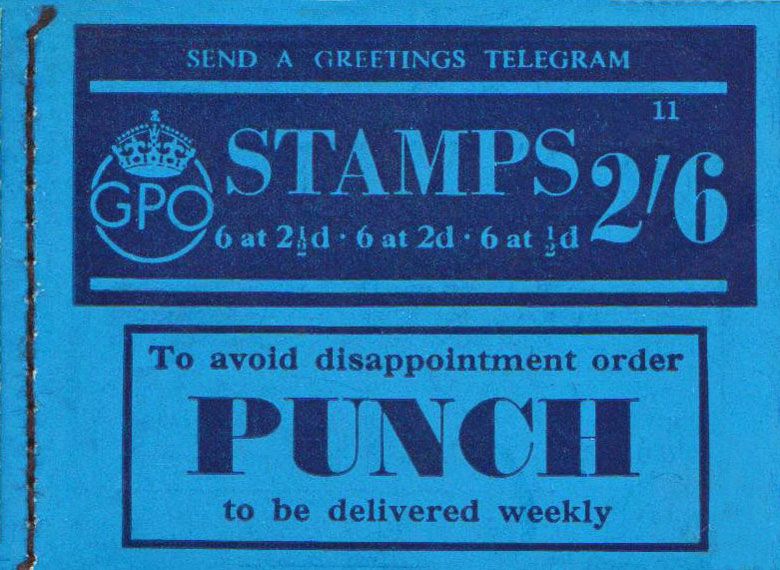 SEND A GREETINGS TELEGRAM
11
GPO
STAMPS 2/6
6 at 2½d · 6 at 2d · 6 at ½d
To avoid disappointment order
PUNCH
to be delivered weekly